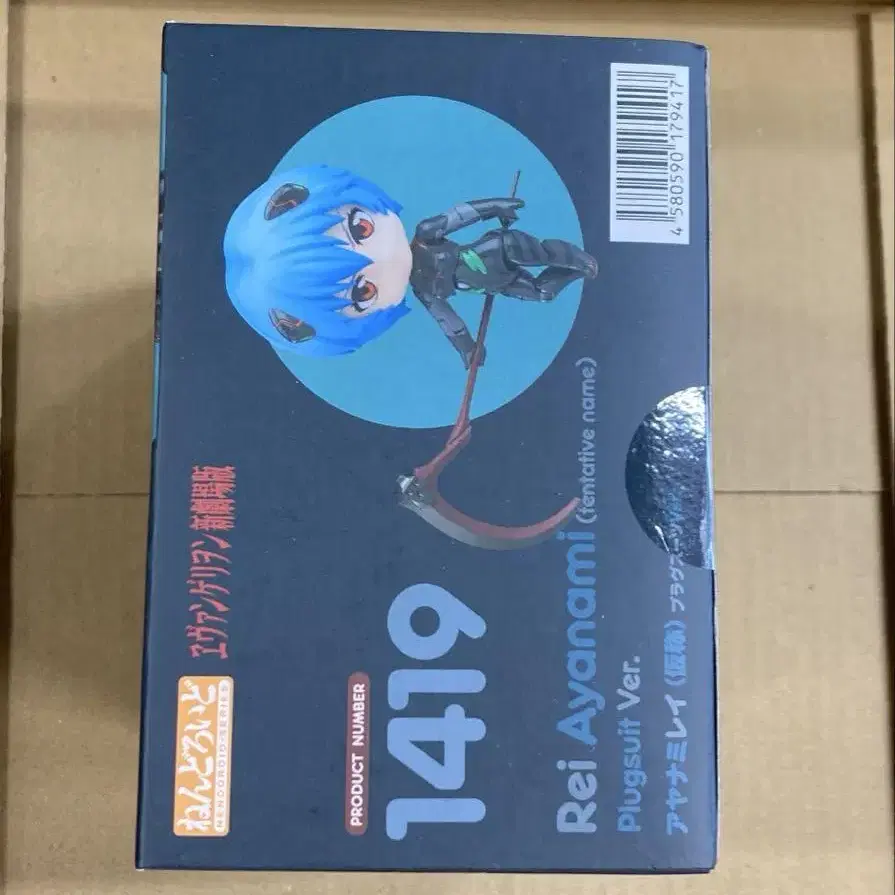 ねんどろいど
NENDOROID SERIES
ヱヴァンゲリヲン新劇場版
PRODUCT NUMBER
1419
Rei Ayanami (tentative name)
Plugsuit Ver.
アヤナミレイ（仮称） プラグスーツVer.
4 580590 179417